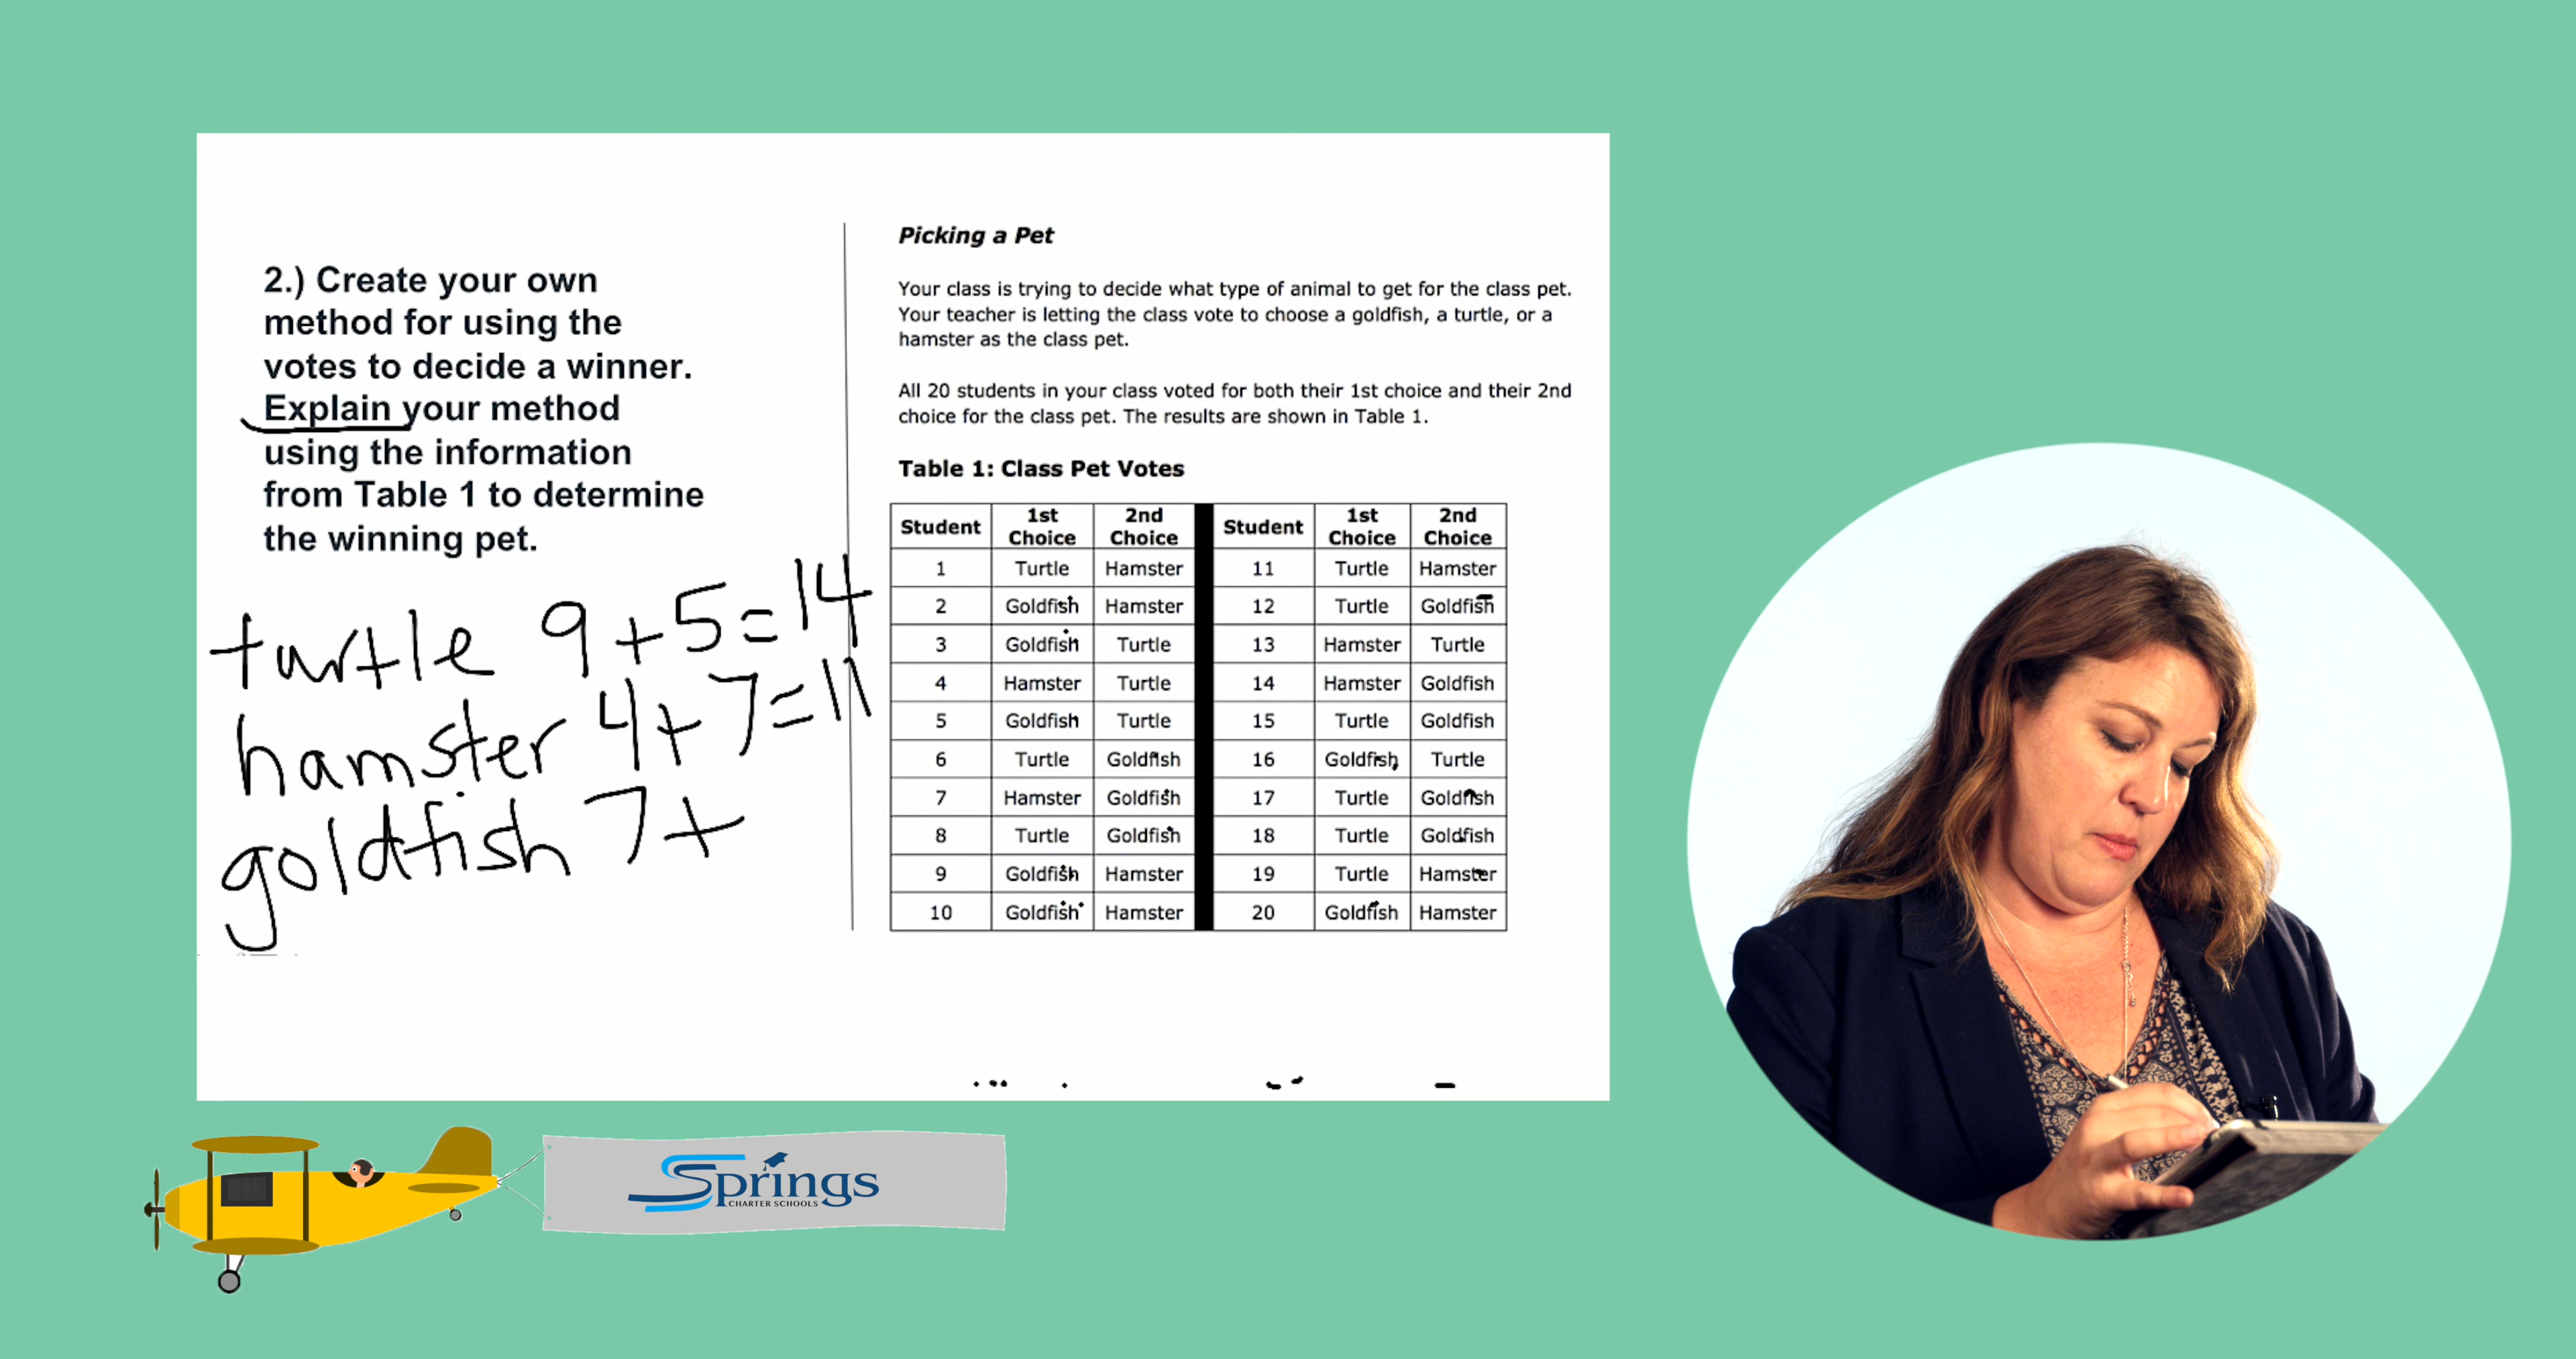 2.) Create your own
method for using the
votes to decide a winner.
Explain your method
using the information
from Table 1 to determine
the winning pet.
turtle 9+5=14
hamster 4+7=11
goldfish 7+
Picking a Pet
Your class is trying to decide what type of animal to get for the class pet.
Your teacher is letting the class vote to choose a goldfish, a turtle, or a
hamster as the class pet.
All 20 students in your class voted for both their 1st choice and their 2nd
choice for the class pet. The results are shown in Table 1.
Table 1: Class Pet Votes
Student 1st Choice 2nd Choice Student 1st Choice 2nd Choice
1 Turtle Hamster 11 Turtle Hamster
2 Goldfish Hamster 12 Turtle Goldfish
3 Goldfish Turtle 13 Hamster Turtle
4 Hamster Turtle 14 Hamster Goldfish
5 Goldfish Turtle 15 Turtle Goldfish
6 Turtle Goldfish 16 Goldfish Turtle
7 Hamster Goldfish 17 Turtle Goldfish
8 Turtle Goldfish 18 Turtle Goldfish
9 Goldfish Hamster 19 Turtle Hamster
10 Goldfish Hamster 20 Goldfish Hamster
Springs
CHARTER SCHOOLS